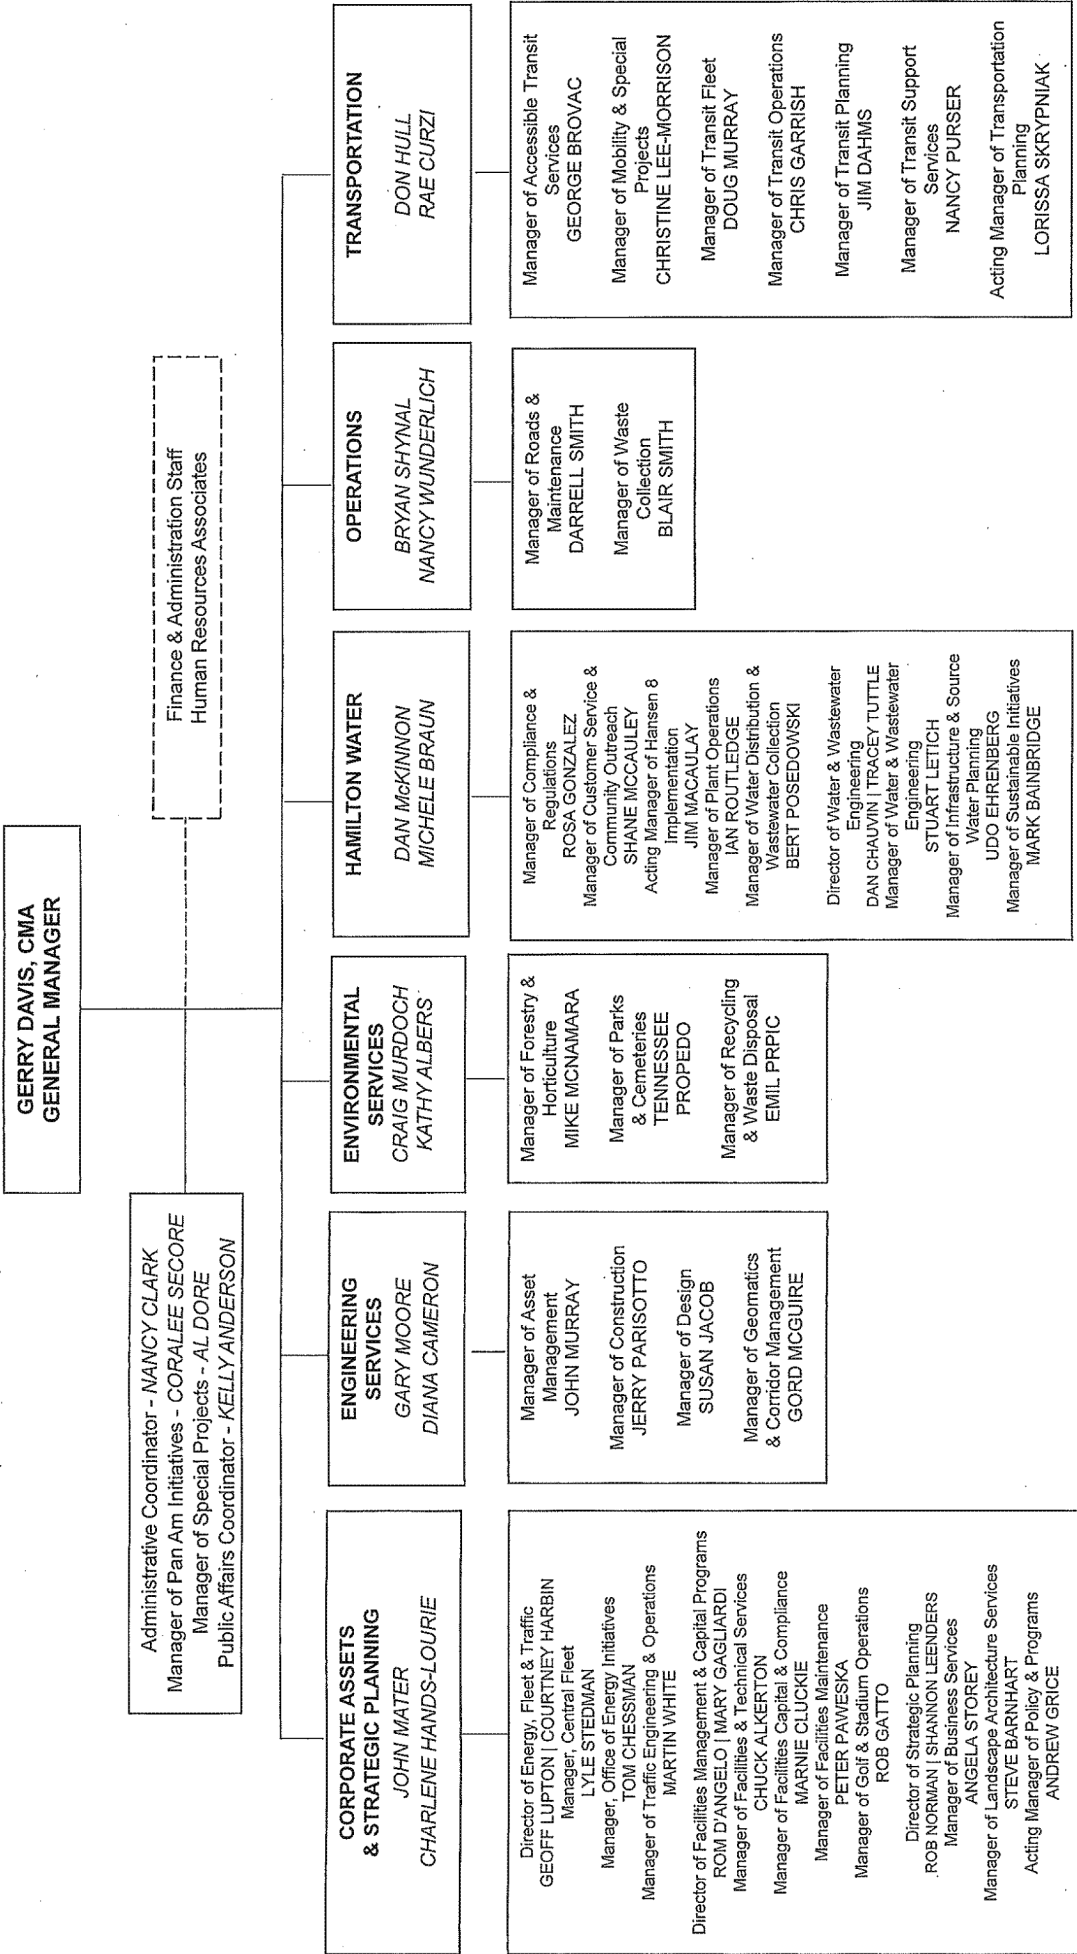 GERRY DAVIS, CMA
GENERAL MANAGER
Administrative Coordinator - NANCY CLARK
Manager of Pan Am Initiatives - CORALEE SECORE
Manager of Special Projects - AL DORE
Public Affairs Coordinator - KELLY ANDERSON
Finance & Administration Staff
Human Resources Associates
CORPORATE ASSETS
& STRATEGIC PLANNING
JOHN MATER
CHARLENE HANDS-LOURIE
Director of Energy, Fleet & Traffic
GEOFF LUPTON | COURTNEY HARBIN
Manager, Central Fleet
LYLE STEDMAN
Manager, Office of Energy Initiatives
TOM CHESSMAN
Manager of Traffic Engineering & Operations
MARTIN WHITE
Director of Facilities Management & Capital Programs
ROM D'ANGELO | MARY GAGLIARDI
Manager of Facilities & Technical Services
CHUCK ALKERTON
Manager of Facilities Capital & Compliance
MARNIE CLUCKIE
Manager of Facilities Maintenance
PETER PAWESKA
Manager of Golf & Stadium Operations
ROB GATTO
Director of Strategic Planning
ROB NORMAN | SHANNON LEENDERS
Manager of Business Services
ANGELA STOREY
Manager of Landscape Architecture Services
STEVE BARNHART
Acting Manager of Policy & Programs
ANDREW GRICE
ENGINEERING
SERVICES
GARY MOORE
DIANA CAMERON
Manager of Asset
Management
JOHN MURRAY
Manager of Construction
JERRY PARISOTTO
Manager of Design
SUSAN JACOB
Manager of Geomatics
& Corridor Management
GORD MCGUIRE
ENVIRONMENTAL
SERVICES
CRAIG MURDOCH
KATHY ALBERS
Manager of Forestry &
Horticulture
MIKE MCNAMARA
Manager of Parks
& Cemeteries
TENNESSEE
PROPEDO
Manager of Recycling
& Waste Disposal
EMIL PRPIC
HAMILTON WATER
DAN McKINNON
MICHELE BRAUN
Manager of Compliance &
Regulations
ROSA GONZALEZ
Manager of Customer Service &
Community Outreach
SHANE MCCAULEY
Acting Manager of Hansen 8
Implementation
JIM MACAULAY
Manager of Plant Operations
IAN ROUTLEDGE
Manager of Water Distribution &
Wastewater Collection
BERT POSEDOWSKI
Director of Water & Wastewater
Engineering
DAN CHAUVIN | TRACEY TUTTLE
Manager of Water & Wastewater
Engineering
STUART LETICH
Manager of Infrastructure & Source
Water Planning
UDO EHRENBERG
Manager of Sustainable Initiatives
MARK BAINBRIDGE
OPERATIONS
BRYAN SHYNAL
NANCY WUNDERLICH
Manager of Roads &
Maintenance
DARRELL SMITH
Manager of Waste
Collection
BLAIR SMITH
TRANSPORTATION
DON HULL
RAE CURZI
Manager of Accessible Transit
Services
GEORGE BROVAC
Manager of Mobility & Special
Projects
CHRISTINE LEE-MORRISON
Manager of Transit Fleet
DOUG MURRAY
Manager of Transit Operations
CHRIS GARRISH
Manager of Transit Planning
JIM DAHMS
Manager of Transit Support
Services
NANCY PURSER
Acting Manager of Transportation
Planning
LORISSA SKRYPNIAK